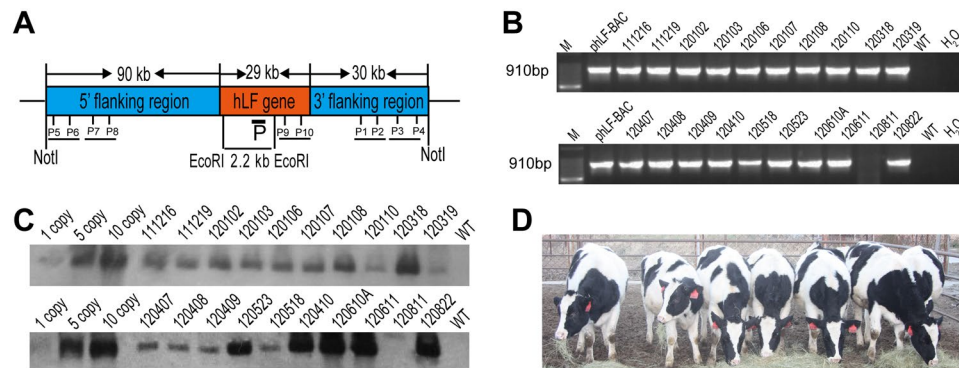 A
90 kb 29 kb 30 kb
5' flanking region hLF gene 3' flanking region
P5 P6 P7 P8 P P9 P10 P1 P2 P3 P4
NotI EcoRI 2.2 kb EcoRI NotI
B
M phLF-BAC 111216 111219 120102 120103 120106 120107 120108 120110 120318 120319 WT H2O
910bp
M phLF-BAC 120407 120408 120409 120410 120518 120523 120610A 120611 120811 120822 WT H2O
910bp
C
1 copy 5 copy 10 copy 111216 111219 120102 120103 120106 120107 120108 120110 120318 120319 WT
1 copy 5 copy 10 copy 120407 120408 120409 120523 120518 120410 120610A 120611 120811 120822 WT
D